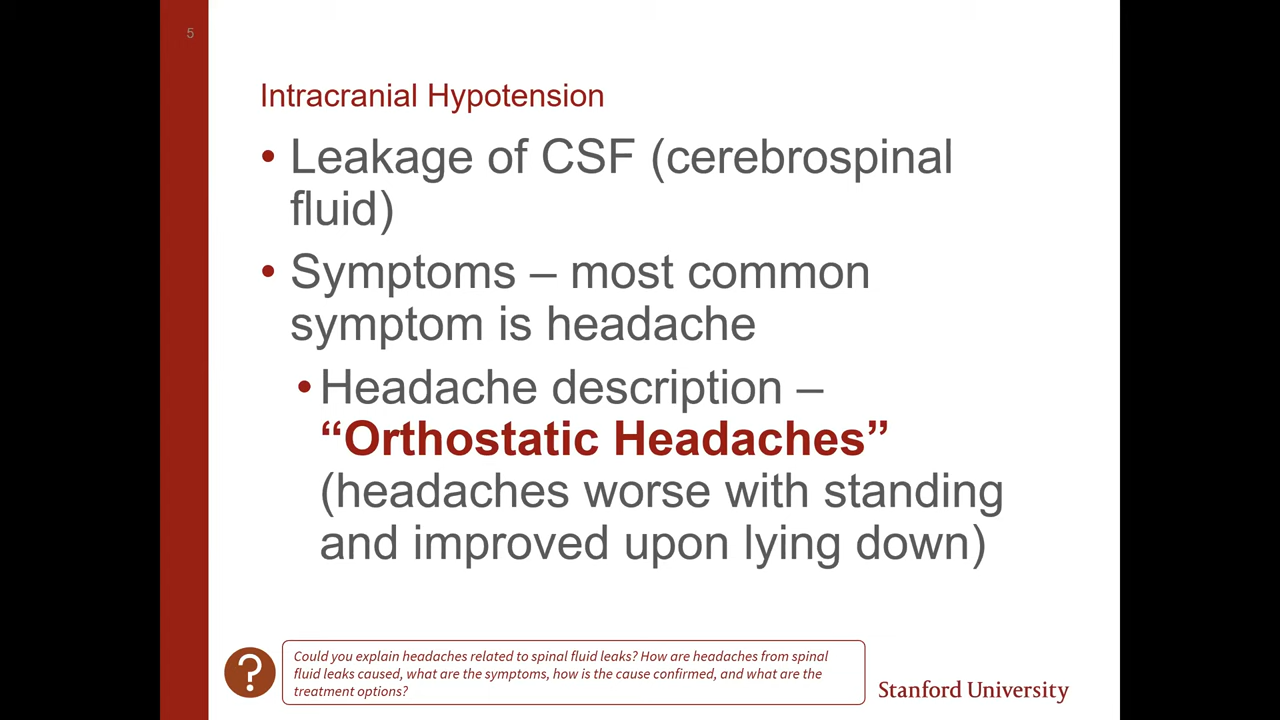 5
Intracranial Hypotension
• Leakage of CSF (cerebrospinal
fluid)
• Symptoms – most common
symptom is headache
• Headache description –
“Orthostatic Headaches”
(headaches worse with standing
and improved upon lying down)
?
Could you explain headaches related to spinal fluid leaks? How are headaches from spinal
fluid leaks caused, what are the symptoms, how is the cause confirmed, and what are the
treatment options?
Stanford University